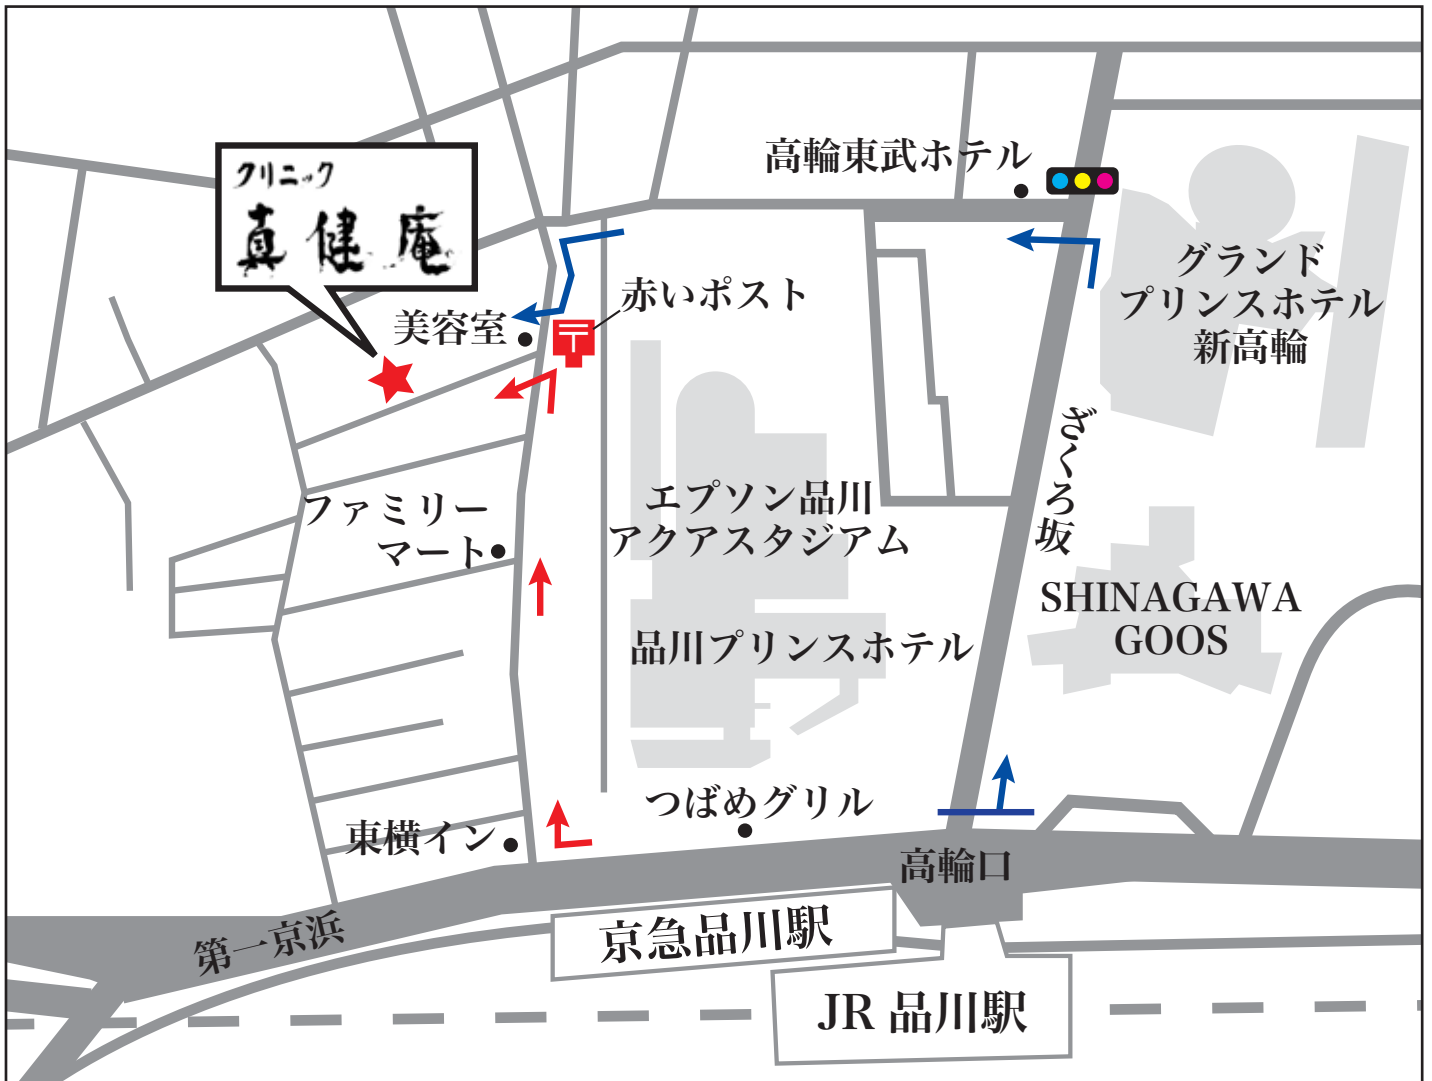 高輪東武ホテル
クリニック
真健庵
グランド
プリンスホテル
新高輪
赤いポスト
美容室
ざくろ坂
エプソン品川
アクアスタジアム
ファミリー
マート
SHINAGAWA
GOOS
品川プリンスホテル
つばめグリル
東横イン
高輪口
第一京浜
京急品川駅
JR 品川駅